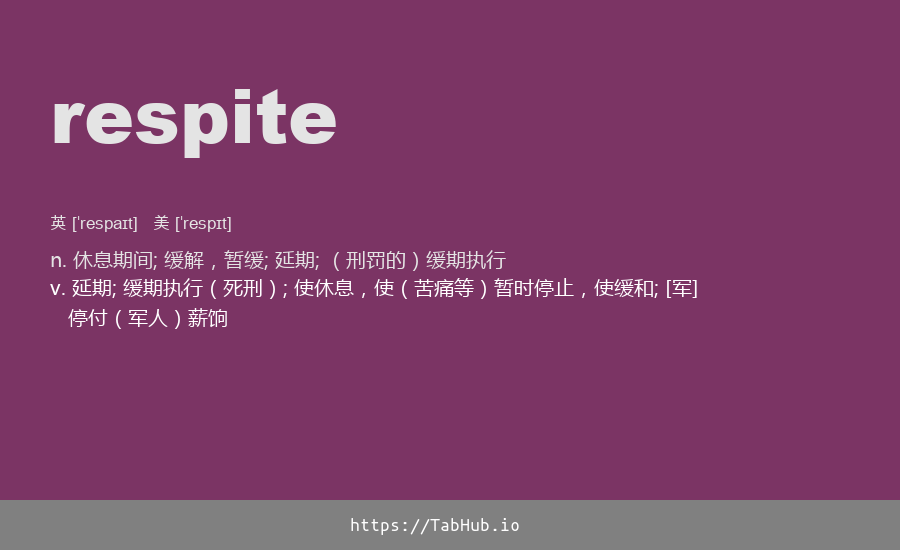 respite
英 [ˈrespaɪt] 美 [ˈrespɪt]
n. 休息期间; 缓解，暂缓; 延期; （刑罚的）缓期执行
v. 延期; 缓期执行（死刑）; 使休息，使（苦痛等）暂时停止，使缓和; [军]
停付（军人）薪饷
https://TabHub.io